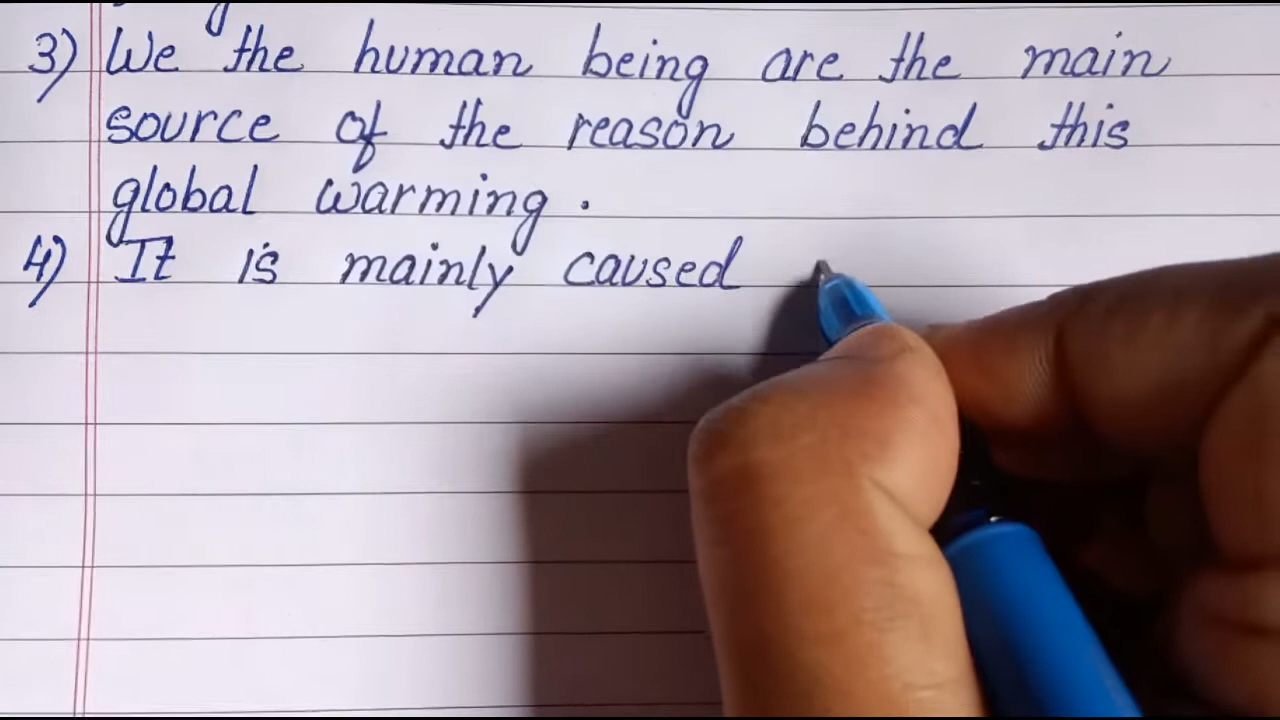 3) We the human being are the main
source of the reason behind this
global warming.
4) It is mainly caused